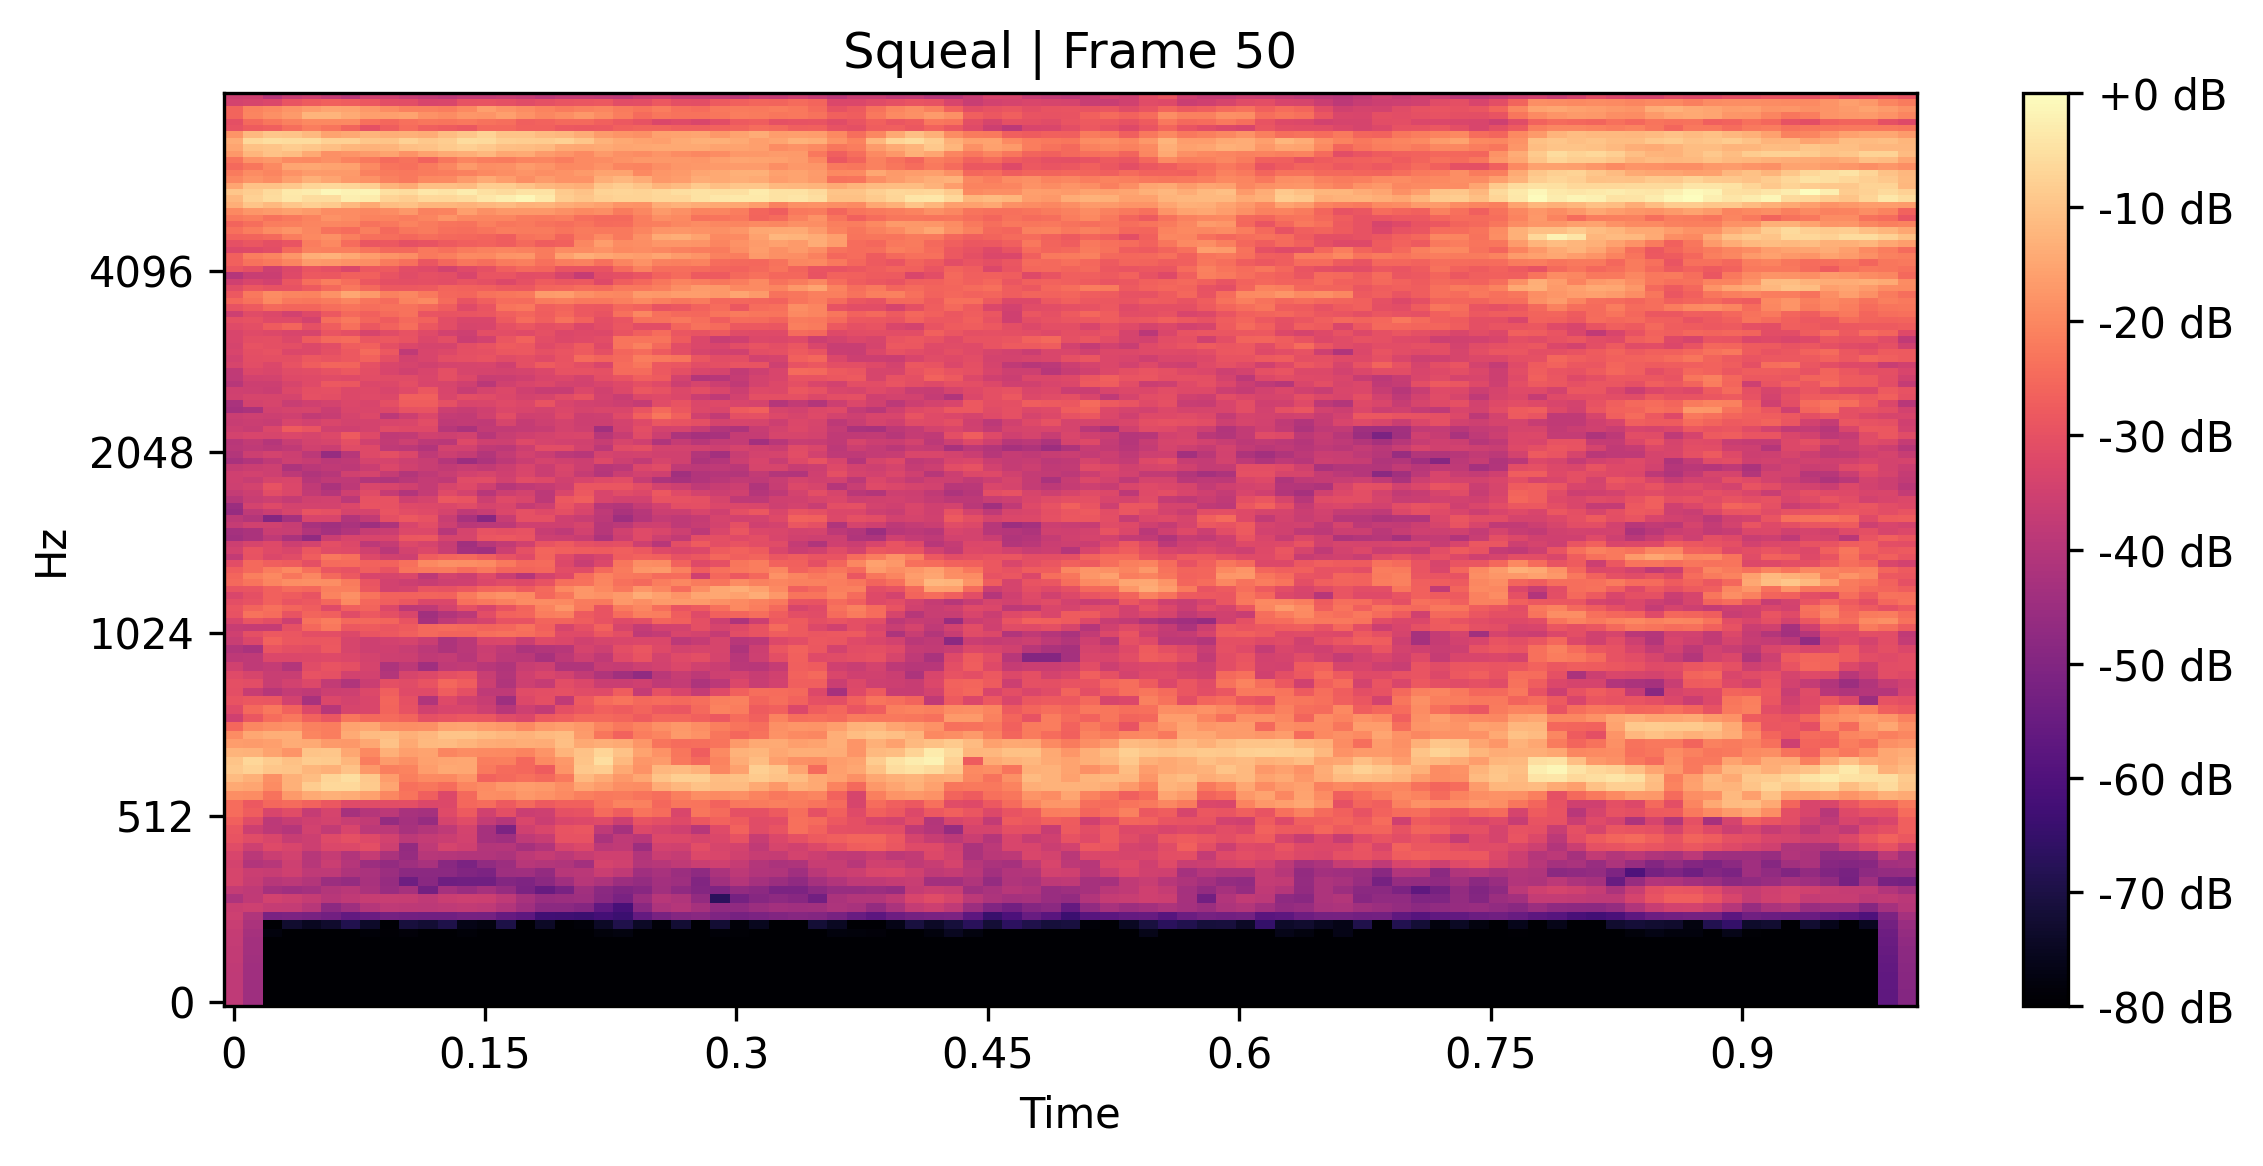 Squeal | Frame 50
+0 dB
-10 dB
-20 dB
-30 dB
-40 dB
-50 dB
-60 dB
-70 dB
-80 dB
Hz
4096
2048
1024
512
0
0 0.15 0.3 0.45 0.6 0.75 0.9
Time